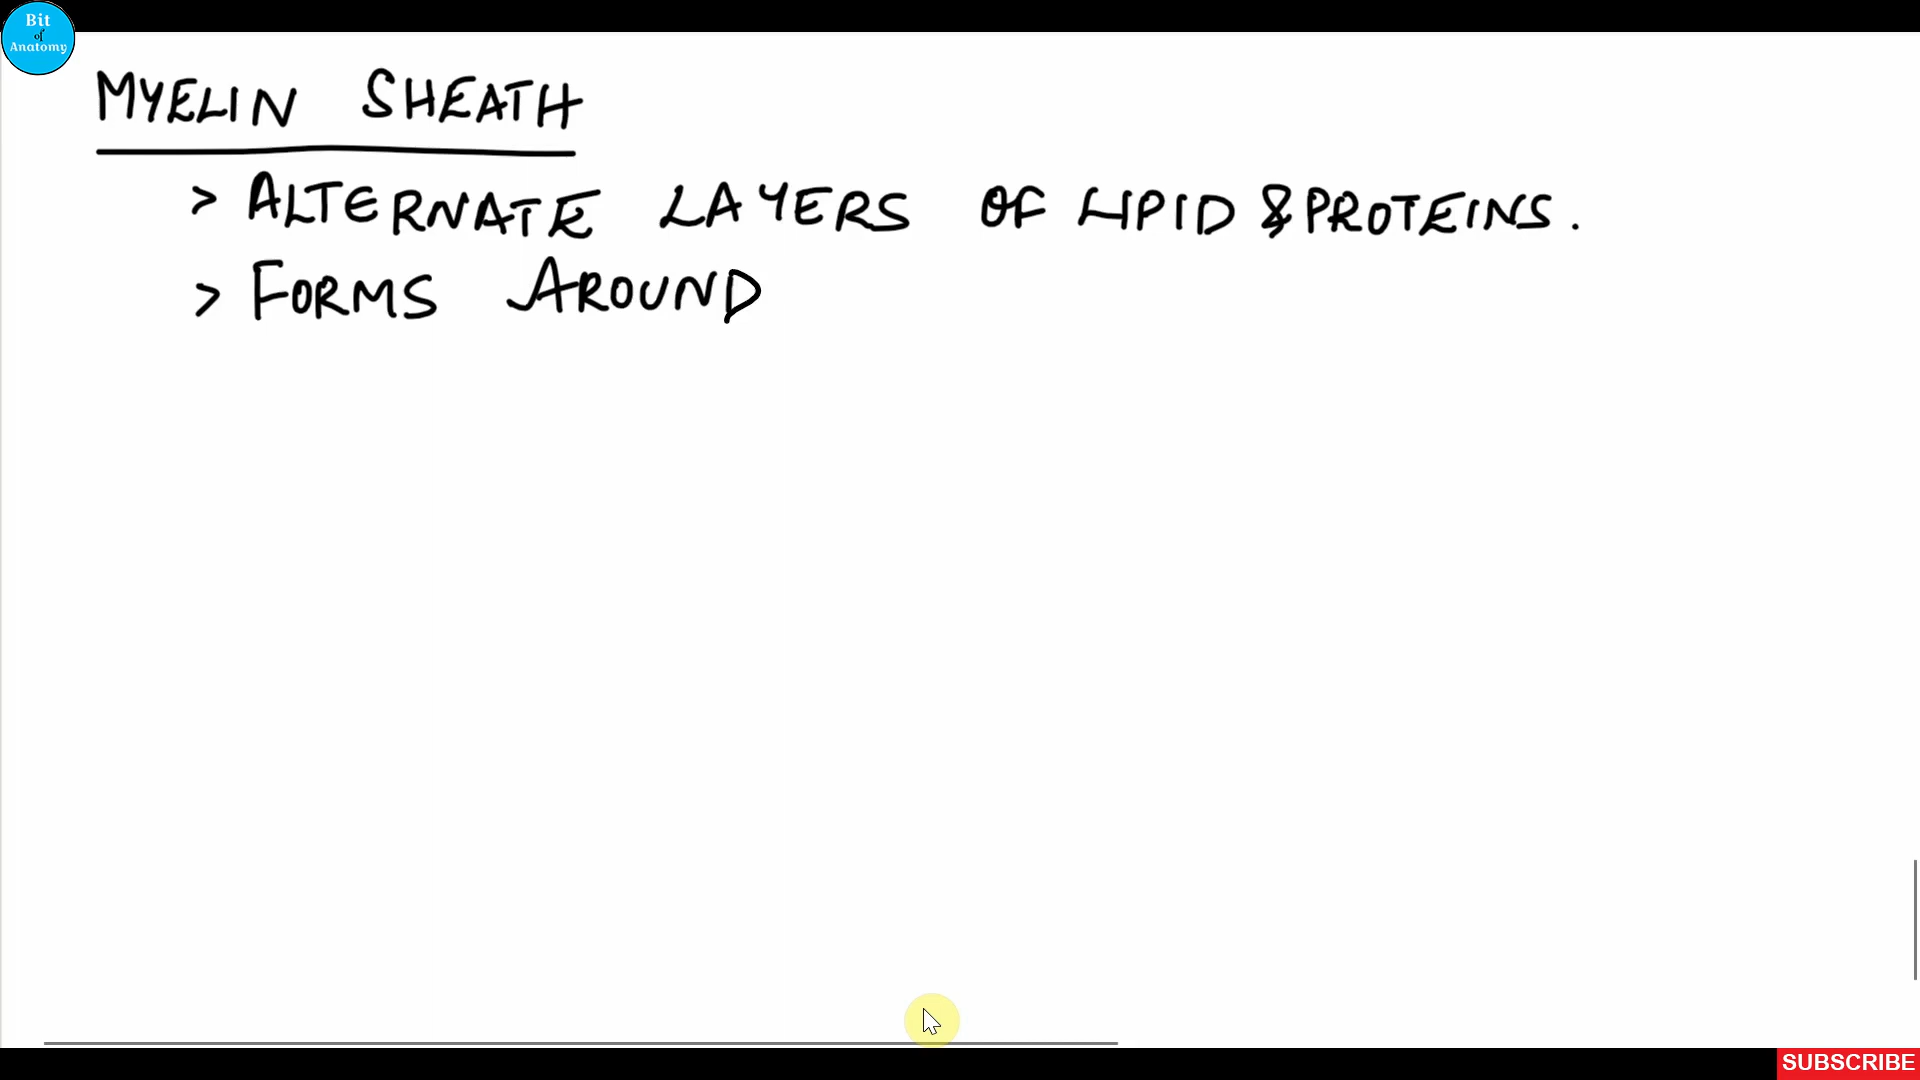 Bit
of
Anatomy
MYELIN SHEATH
> ALTERNATE LAYERS OF LIPID & PROTEINS.
> FORMS AROUND
SUBSCRIBE